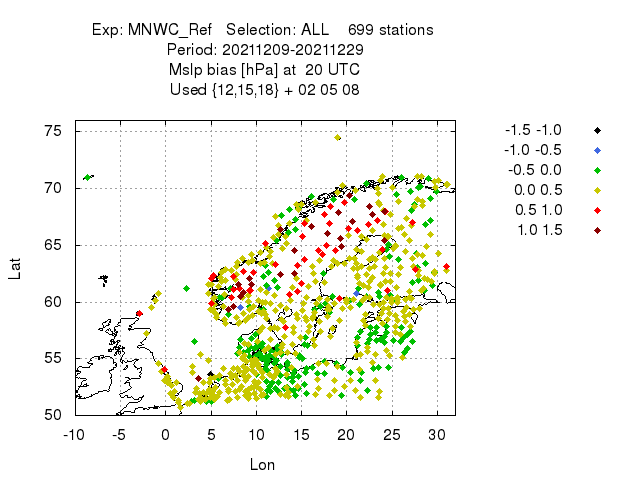 Exp: MNWC_Ref Selection: ALL 699 stations
Period: 20211209-20211229
Mslp bias [hPa] at 20 UTC
Used {12,15,18} + 02 05 08
-1.5 -1.0
-1.0 -0.5
-0.5 0.0
0.0 0.5
0.5 1.0
1.0 1.5
75
70
65
60
55
50
Lat
-10 -5 0 5 10 15 20 25 30
Lon